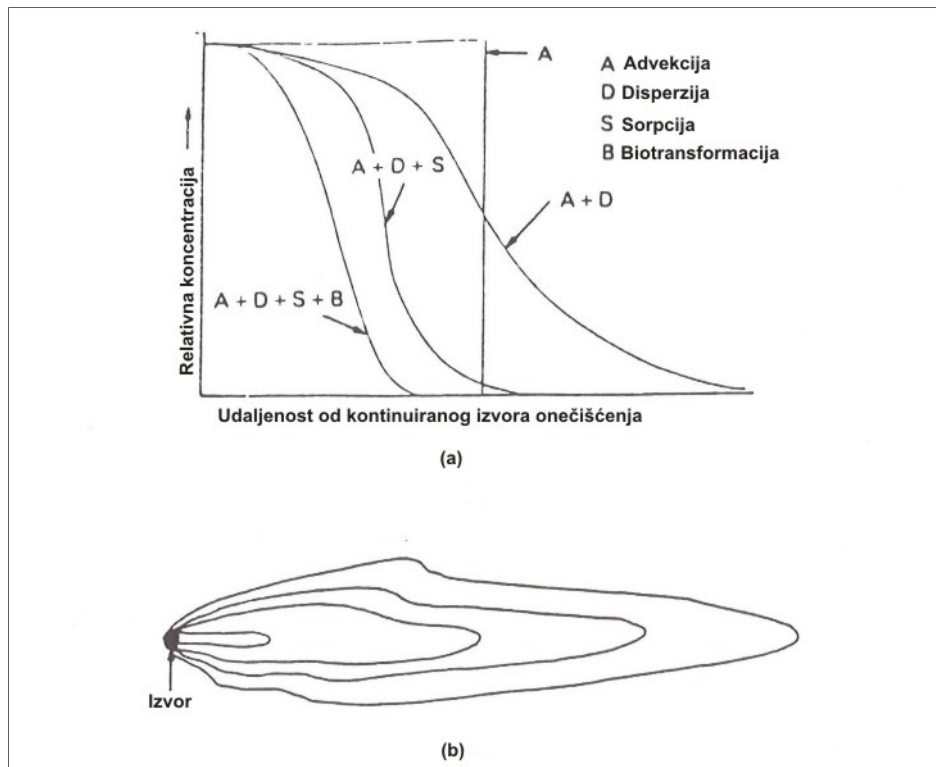 A
A Advekcija
D Disperzija
S Sorpcija
B Biotransformacija
A + D + S
A + D
A + D + S + B
Relativna koncentracija
Udaljenost od kontinuiranog izvora onečišćenja
(a)
Izvor
(b)